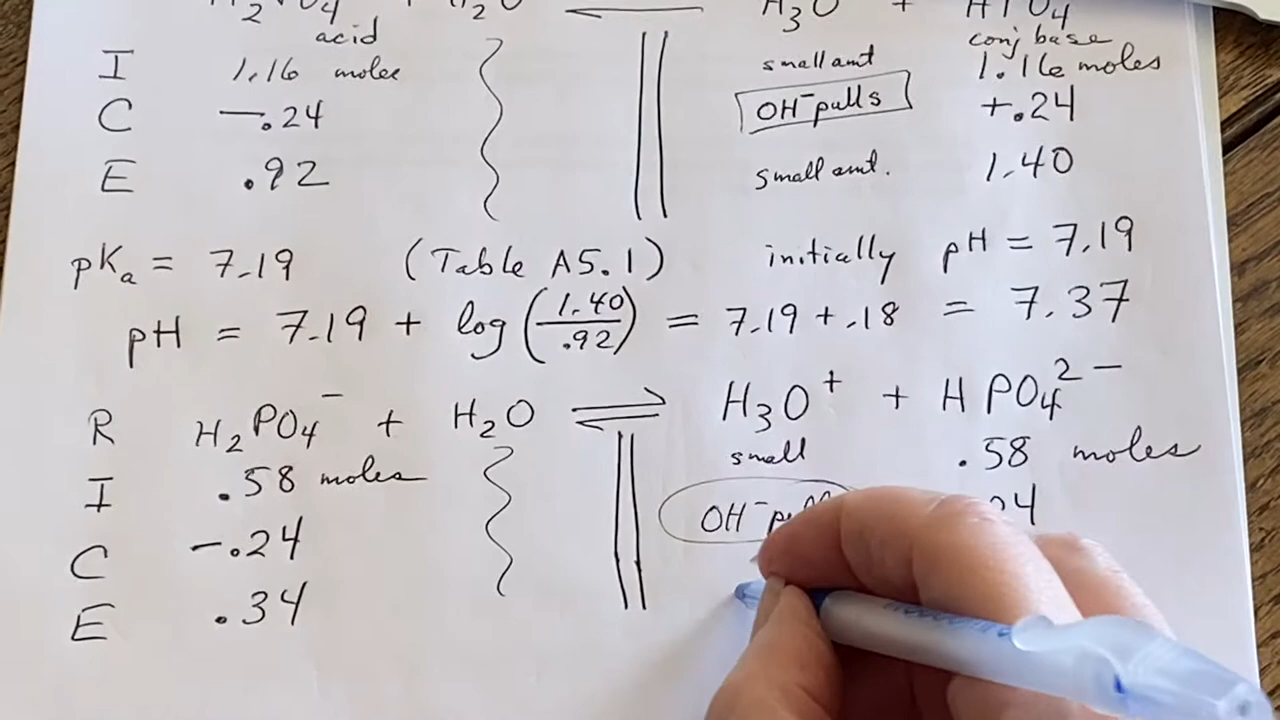 acid conj base
I 1.16 moles small amt 1.16 moles
C -.24 OH⁻ pulls +.24
E .92 small amt. 1.40
pKa = 7.19 (Table A5.1) initially pH = 7.19
pH = 7.19 + log(1.40/.92) = 7.19 + .18 = 7.37
R H₂PO₄⁻ + H₂O ⇌ H₃O⁺ + HPO₄²⁻
I .58 moles small .58 moles
C -.24 OH⁻ 24
E .34